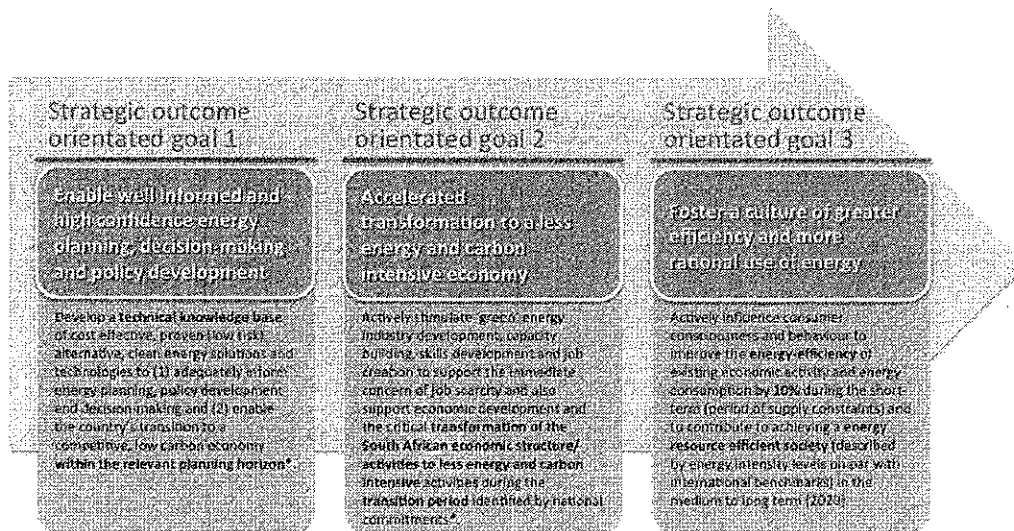 Strategic outcome
orientated goal 1
Enable well informed and
high confidence energy
planning, decision-making
and policy development
Develop a technical knowledge base
of cost effective, proven (low risk)
alternative, clean energy solutions and
technologies to (1) adequately inform
energy planning, policy development
and decision making and (2) enable
the country's transition to a
competitive, low carbon economy
within the relevant planning horizon*.
Strategic outcome
orientated goal 2
Accelerated
transformation to a less
energy and carbon
intensive economy
Actively stimulate 'green' energy
industry development, capacity
building, skills development and job
creation to support the immediate
concern of job scarcity and also
support economic development and
the critical transformation of the
South African economic structure/
activities to less energy and carbon
intensive activities during the
transition period identified by national
commitments*.
Strategic outcome
orientated goal 3
Foster a culture of greater
efficiency and more
rational use of energy
Actively influence consumer
consciousness and behaviour to
improve the energy-efficiency of
existing economic activity and energy
consumption by 10% during the short
term (period of supply constraints) and
to contribute to achieving a energy
resource efficient society (described
by energy intensity levels on par with
international benchmarks) in the
medium to long term (2020)